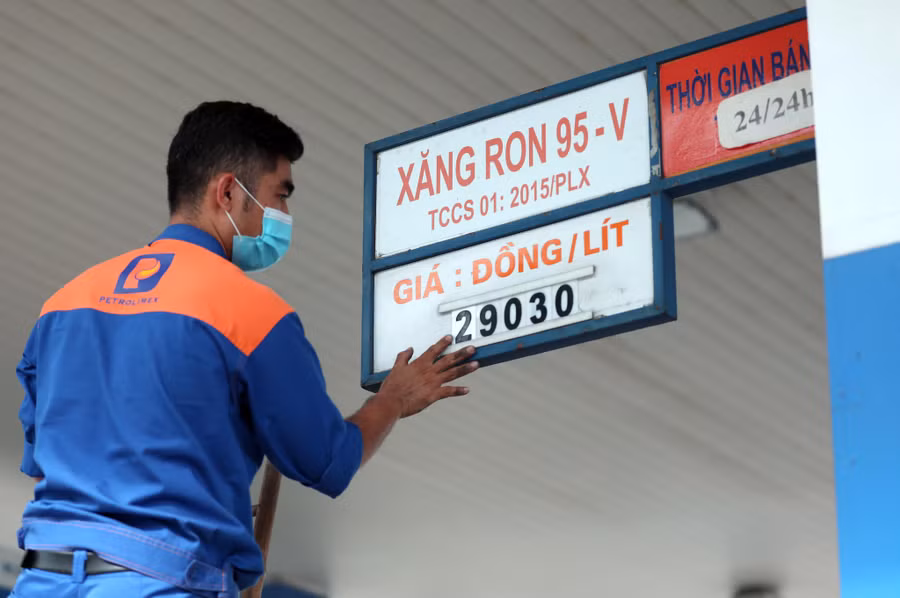 XĂNG RON 95 - V
TCCS 01: 2015/PLX
GIÁ : ĐỒNG/LÍT
29030
THỜI GIAN BÁN
24/24h
PETROLIMEX